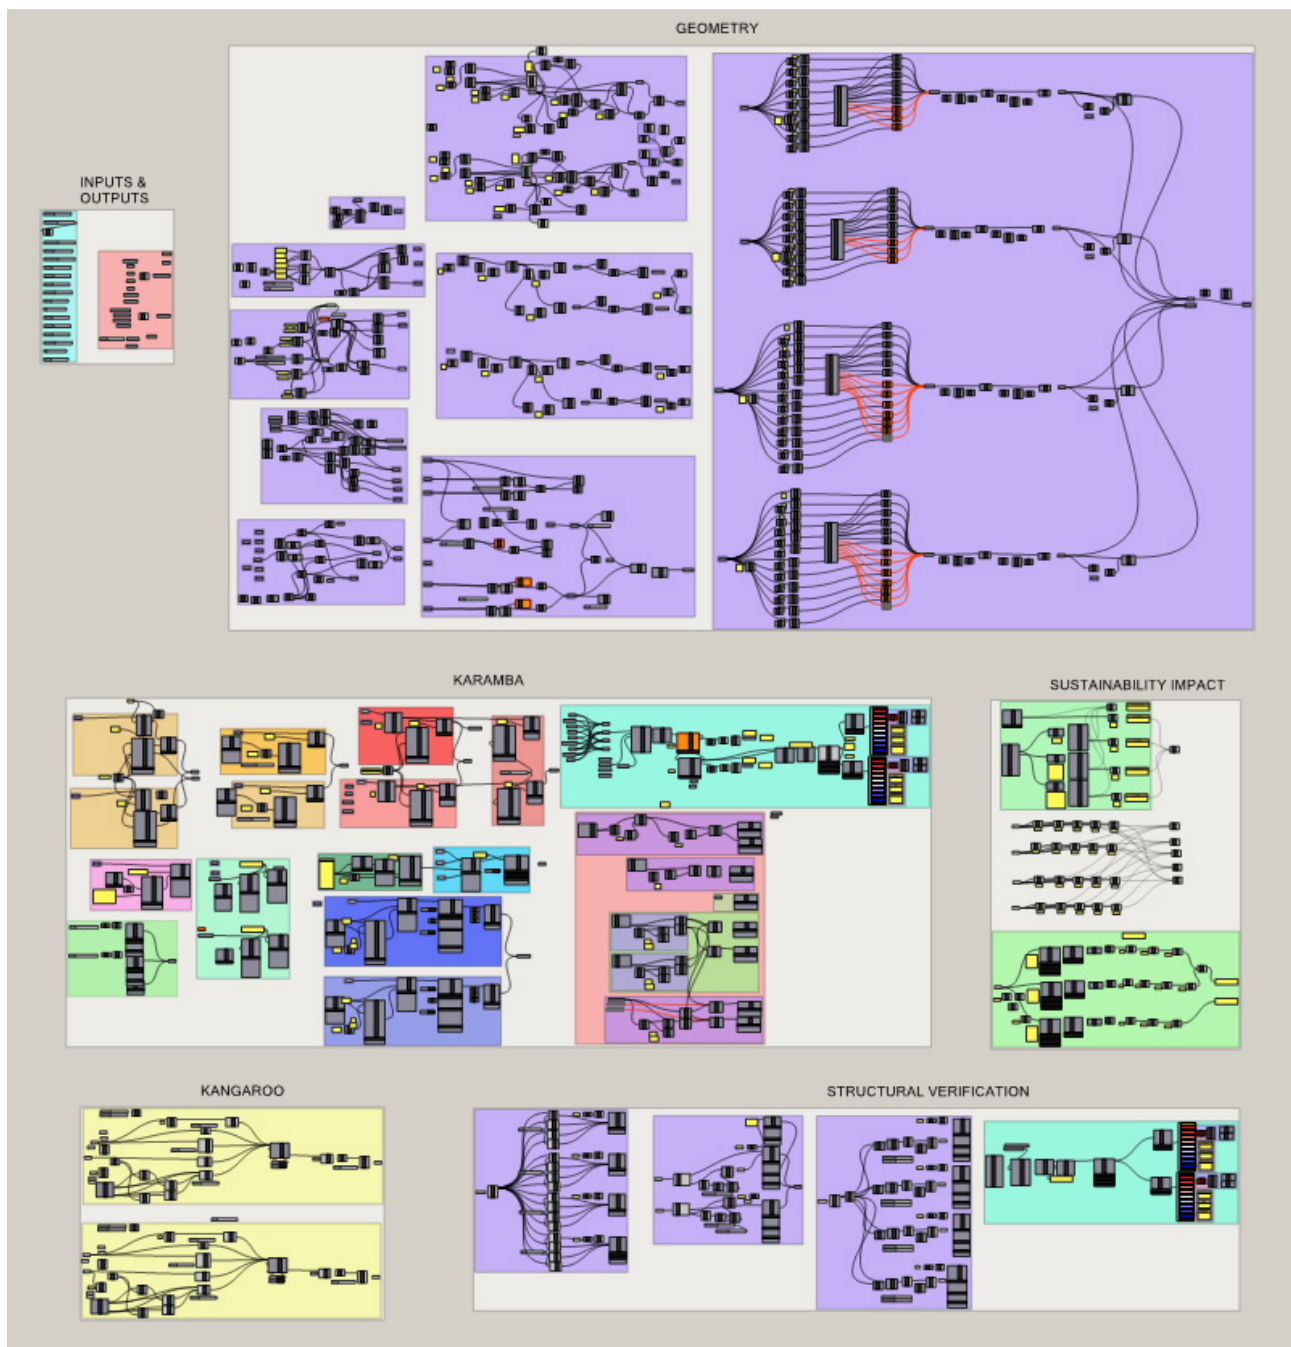 GEOMETRY
INPUTS &
OUTPUTS
KARAMBA
SUSTAINABILITY IMPACT
KANGAROO
STRUCTURAL VERIFICATION